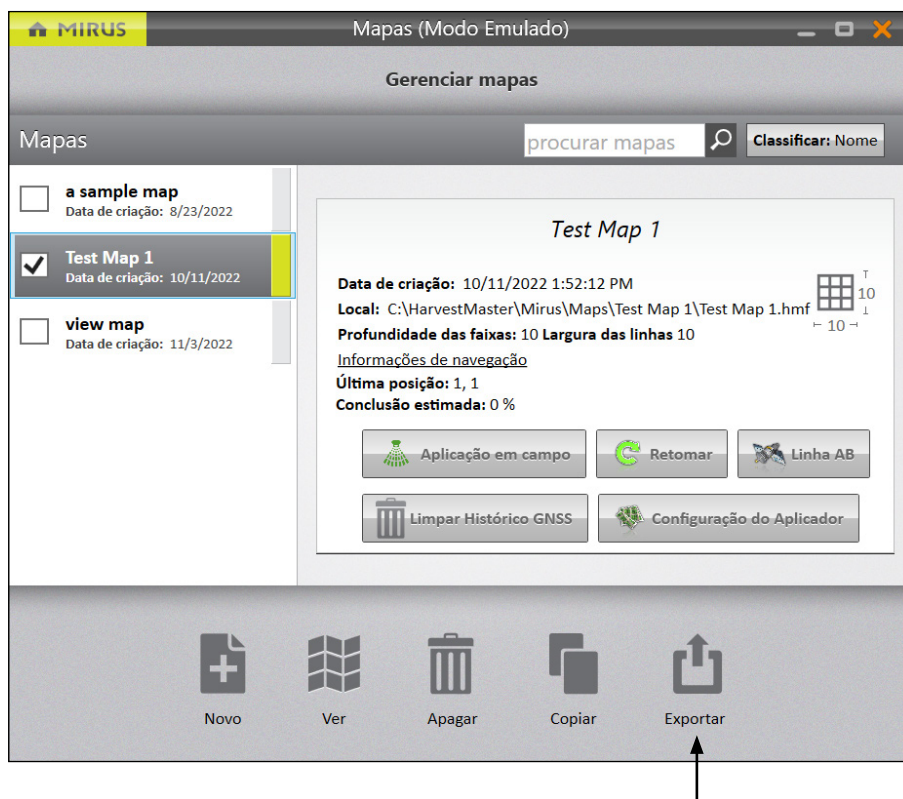 MIRUS
Mapas (Modo Emulado)
Gerenciar mapas
Mapas
procurar mapas
Classificar: Nome
a sample map
Data de criação: 8/23/2022
Test Map 1
Data de criação: 10/11/2022
view map
Data de criação: 11/3/2022
Test Map 1
Data de criação: 10/11/2022 1:52:12 PM
Local: C:\HarvestMaster\Mirus\Maps\Test Map 1\Test Map 1.hmf
Profundidade das faixas: 10 Largura das linhas 10
10
10
Informações de navegação
Última posição: 1, 1
Conclusão estimada: 0 %
Aplicação em campo
Retomar
Linha AB
Limpar Histórico GNSS
Configuração do Aplicador
Novo
Ver
Apagar
Copiar
Exportar